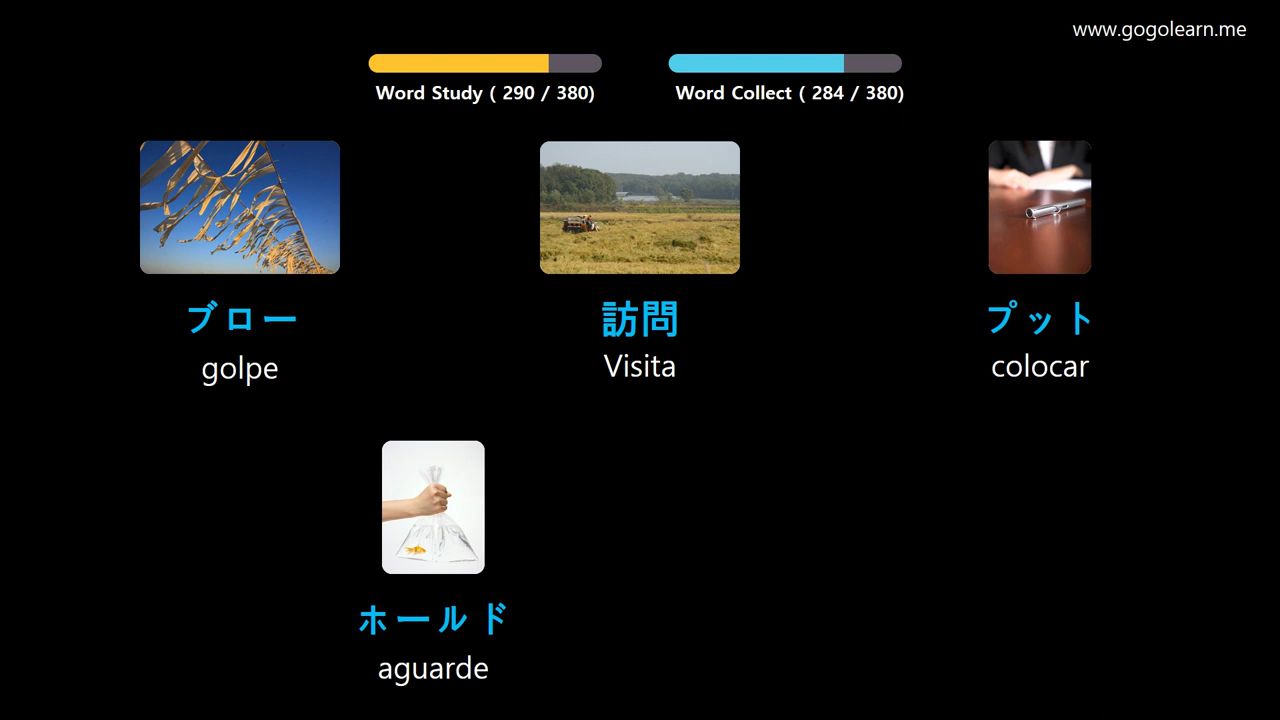 www.gogolearn.me
Word Study ( 290 / 380)
Word Collect ( 284 / 380)
ブロー
golpe
訪問
Visita
プット
colocar
ホールド
aguarde